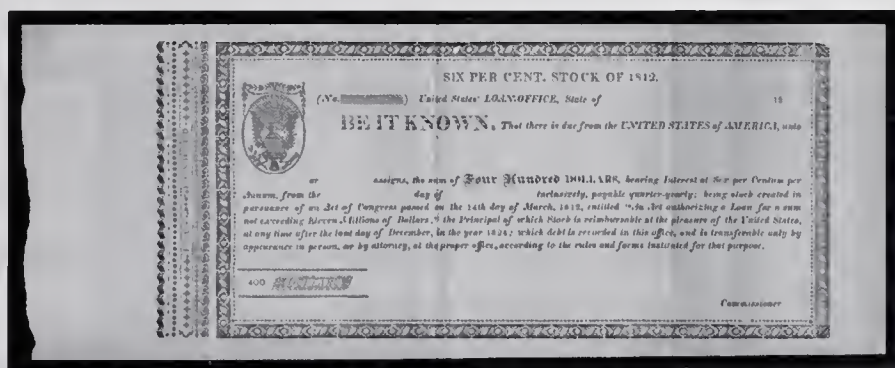 SIX PER CENT. STOCK OF 1812.
(No. ) United States' LOAN OFFICE, State of 18
BE IT KNOWN, That there is due from the UNITED STATES of AMERICA, unto
or assigns, the sum of Four Hundred DOLLARS, bearing Interest at Six per Centum per
Annum, from the day of inclusively, payable quarter-yearly; being stock created in
pursuance of an Act of Congress passed on the 14th day of March, 1812, entitled "An Act authorizing a Loan for a sum
not exceeding Eleven Millions of Dollars," the Principal of which Stock is reimbursable at the pleasure of the United States,
at any time after the last day of December, in the year 1824; which debt is recorded in this office, and is transferable only by
appearance in person, or by attorney, at the proper office, according to the rules and forms instituted for that purpose.
400
Commissioner